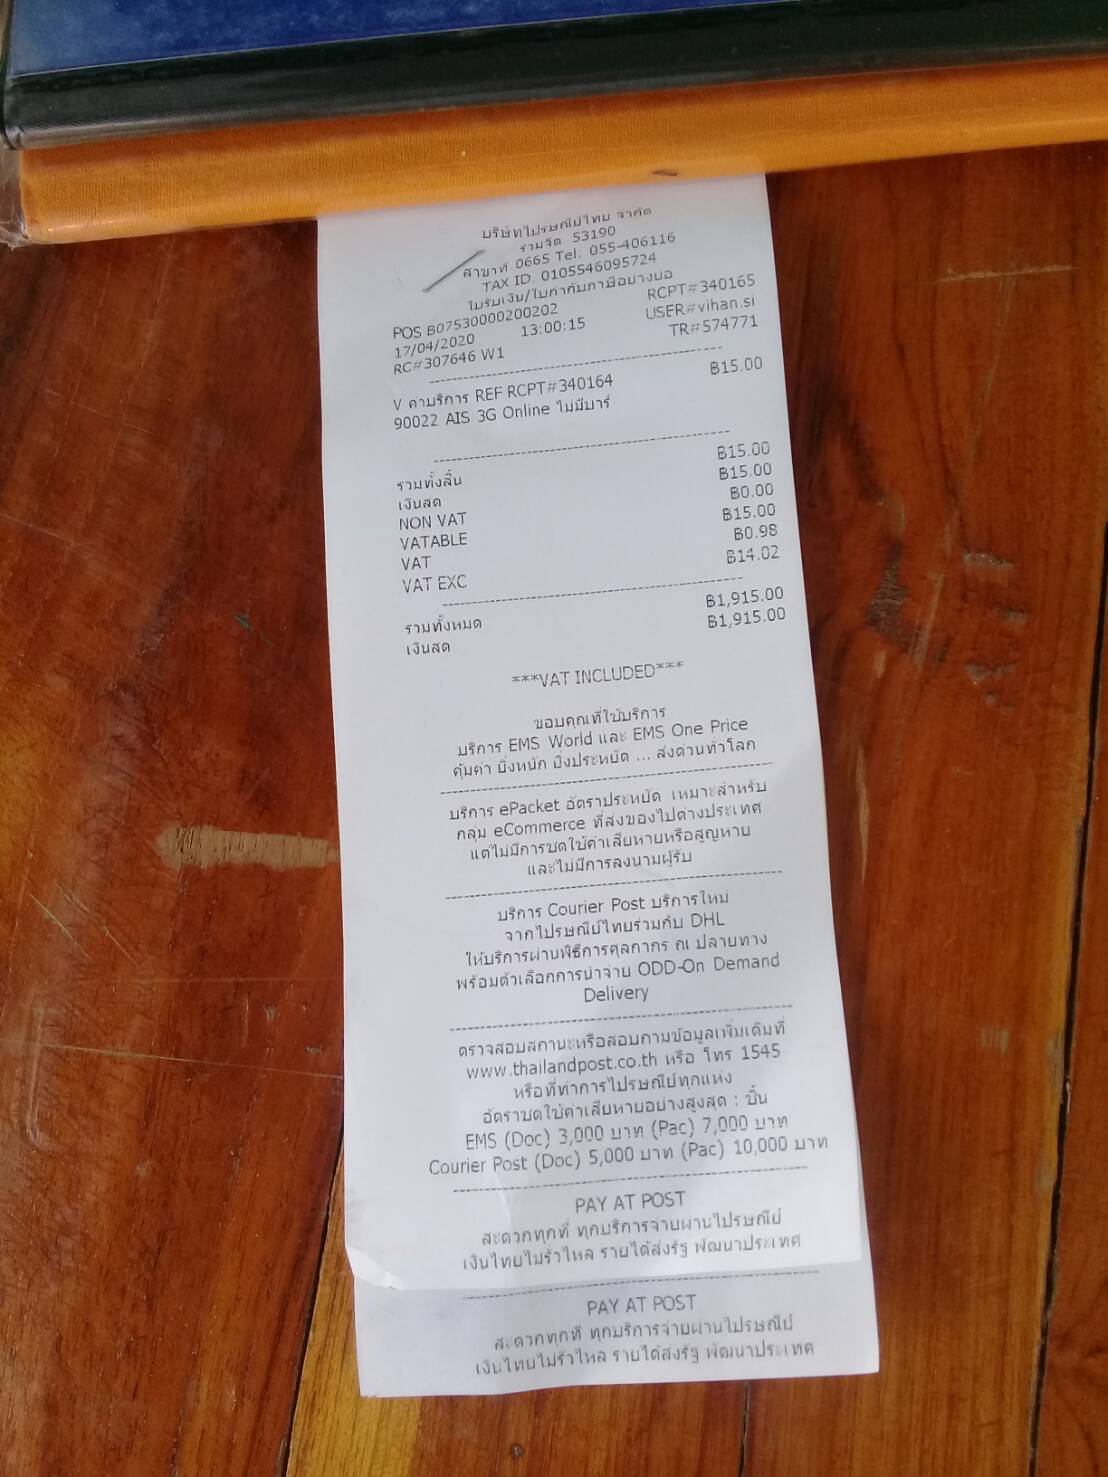 บริษัทไปรษณีย์ไทย จำกัด
รวมจิต 53190
สาขาที่ 0665 Tel. 055-406116
TAX ID. 0105546095724
ใบรับเงิน/ใบกำกับภาษีอย่างย่อ
POS B07530000200202 RCPT#340165
17/04/2020 13:00:15 USER#vihan.si
RC#307646 W1 TR#574771
V ค่าบริการ REF RCPT#340164 ฿15.00
90022 AIS 3G Online ไม่มีบาร์
รวมทั้งสิ้น ฿15.00
เงินสด ฿15.00
NON VAT ฿0.00
VATABLE ฿15.00
VAT ฿0.98
VAT EXC ฿14.02
รวมทั้งหมด ฿1,915.00
เงินสด ฿1,915.00
***VAT INCLUDED***
ขอบคุณที่ใช้บริการ
บริการ EMS World และ EMS One Price
คุ้มค่า ยิ่งหนัก ยิ่งประหยัด ... ส่งด่วนทั่วโลก
บริการ ePacket อัตราประหยัด เหมาะสำหรับ
กลุ่ม eCommerce ที่ส่งของไปต่างประเทศ
แต่ไม่มีการชดใช้ค่าเสียหายหรือสูญหาย
และไม่มีการลงนามผู้รับ
บริการ Courier Post บริการใหม่
จากไปรษณีย์ไทยร่วมกับ DHL
ให้บริการผ่านพิธีการศุลกากร ณ ปลายทาง
พร้อมตัวเลือกการนำจ่าย ODD-On Demand
Delivery
ตรวจสอบสถานะหรือสอบถามข้อมูลเพิ่มเติมที่
www.thailandpost.co.th หรือ โทร 1545
หรือที่ทำการไปรษณีย์ทุกแห่ง
อัตราชดใช้ค่าเสียหายอย่างสูงสุด : ชิ้น
EMS (Doc) 3,000 บาท (Pac) 7,000 บาท
Courier Post (Doc) 5,000 บาท (Pac) 10,000 บาท
PAY AT POST
สะดวกทุกที่ ทุกบริการจ่ายผ่านไปรษณีย์
เงินไทยไม่รั่วไหล รายได้ส่งรัฐ พัฒนาประเทศ
PAY AT POST
สะดวกทุกที่ ทุกบริการจ่ายผ่านไปรษณีย์
เงินไทยไม่รั่วไหล รายได้ส่งรัฐ พัฒนาประเทศ